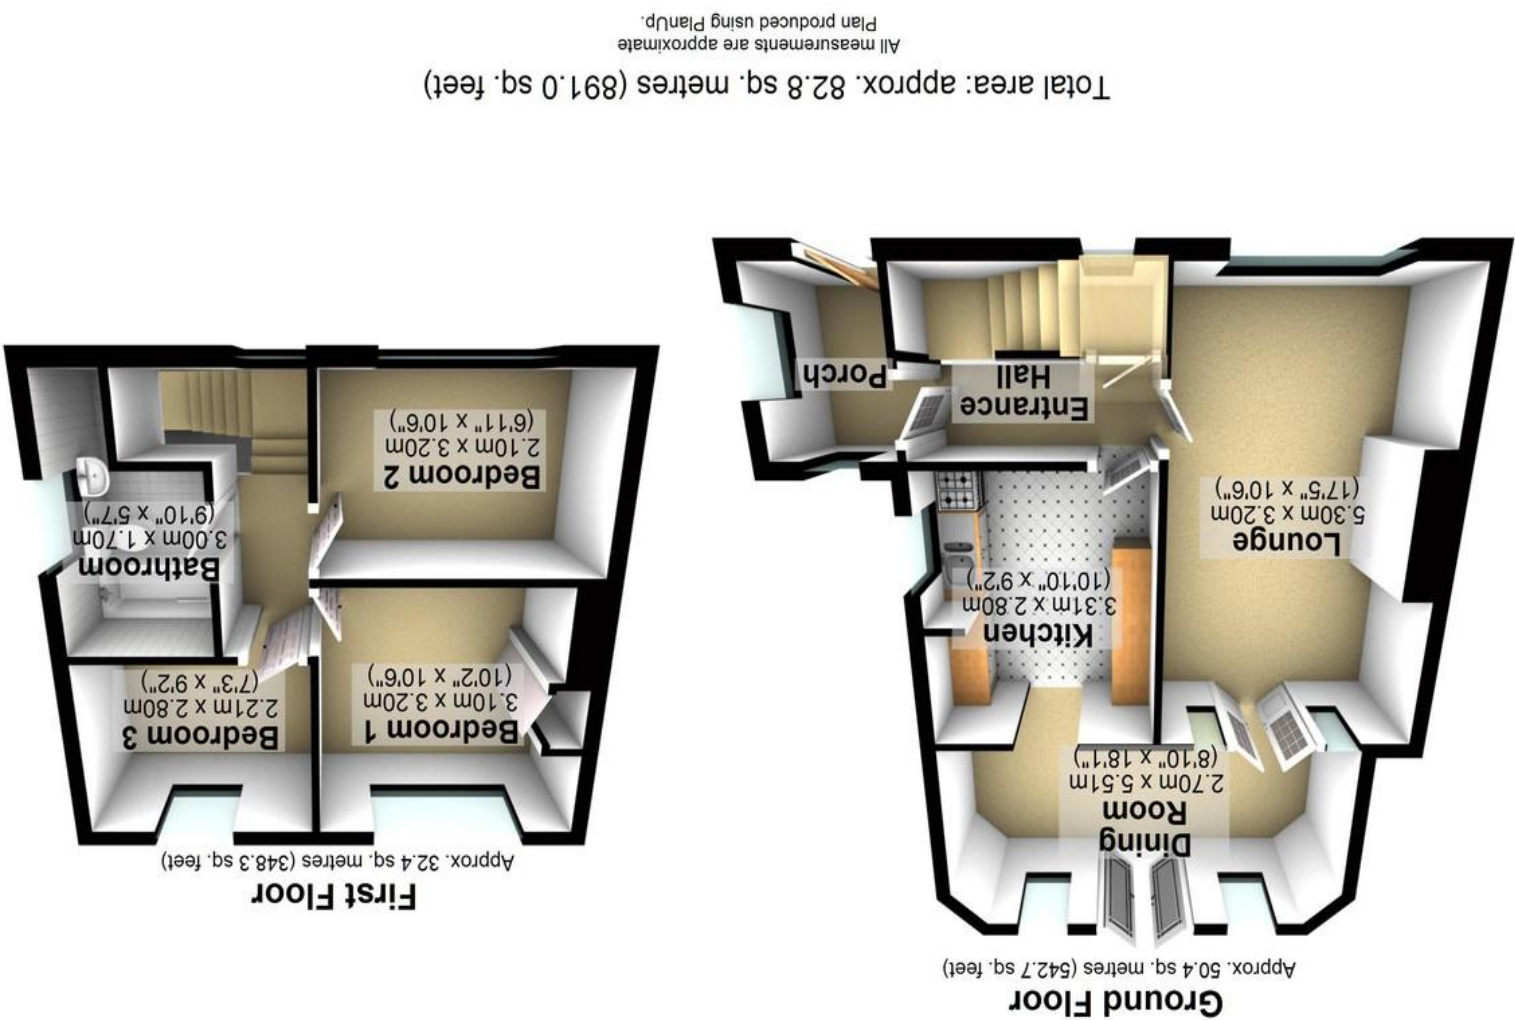 Ground Floor
Approx. 50.4 sq. metres (542.7 sq. feet)
Dining
Room
2.70m x 5.51m
(8'10" x 18'1")
Kitchen
3.31m x 2.80m
(10'10" x 9'2")
Lounge
5.30m x 3.20m
(17'5" x 10'6")
Entrance
Hall
Porch
First Floor
Approx. 32.4 sq. metres (348.3 sq. feet)
Bedroom 1
3.10m x 3.20m
(10'2" x 10'6")
Bedroom 3
2.21m x 2.80m
(7'3" x 9'2")
Bathroom
3.00m x 1.70m
(9'10" x 5'7")
Bedroom 2
2.10m x 3.20m
(6'11" x 10'6")
Total area: approx. 82.8 sq. metres (891.0 sq. feet)
All measurements are approximate
Plan produced using PlanUp.